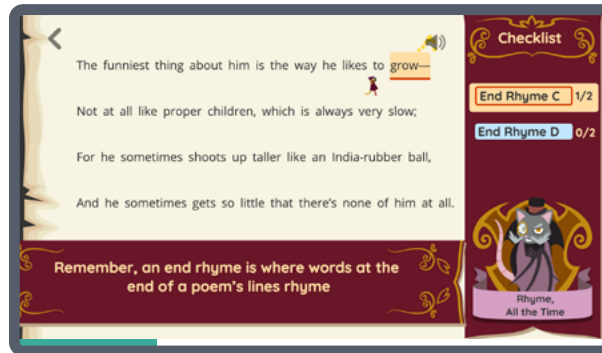 The funniest thing about him is the way he likes to grow—
Not at all like proper children, which is always very slow;
For he sometimes shoots up taller like an India-rubber ball,
And he sometimes gets so little that there's none of him at all.
Remember, an end rhyme is where words at the
end of a poem's lines rhyme
Checklist
End Rhyme C 1/2
End Rhyme D 0/2
Rhyme,
All the Time